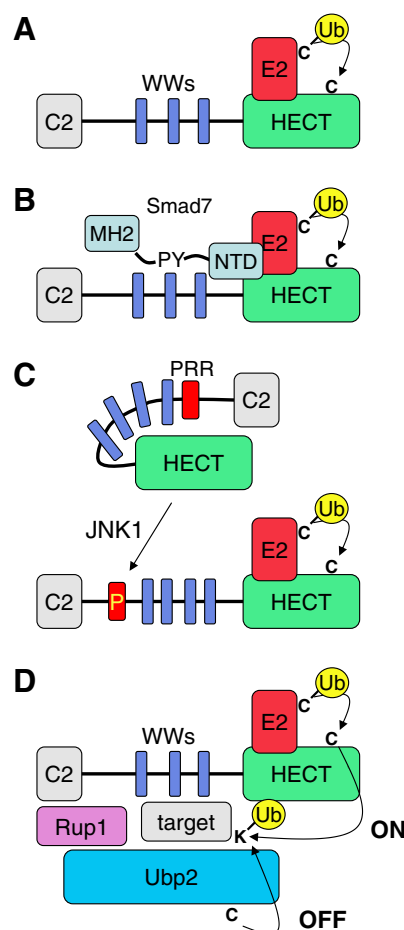 A
Ub
C
E2
WWs
C
C2
HECT
B
Smad7
Ub
MH2
C
E2
PY
NTD
C
C2
HECT
C
PRR
C2
HECT
JNK1
Ub
C
E2
C
C2
P
HECT
D
Ub
C
E2
WWs
C
C2
HECT
Rup1
target
Ub
K
ON
Ubp2
C
OFF